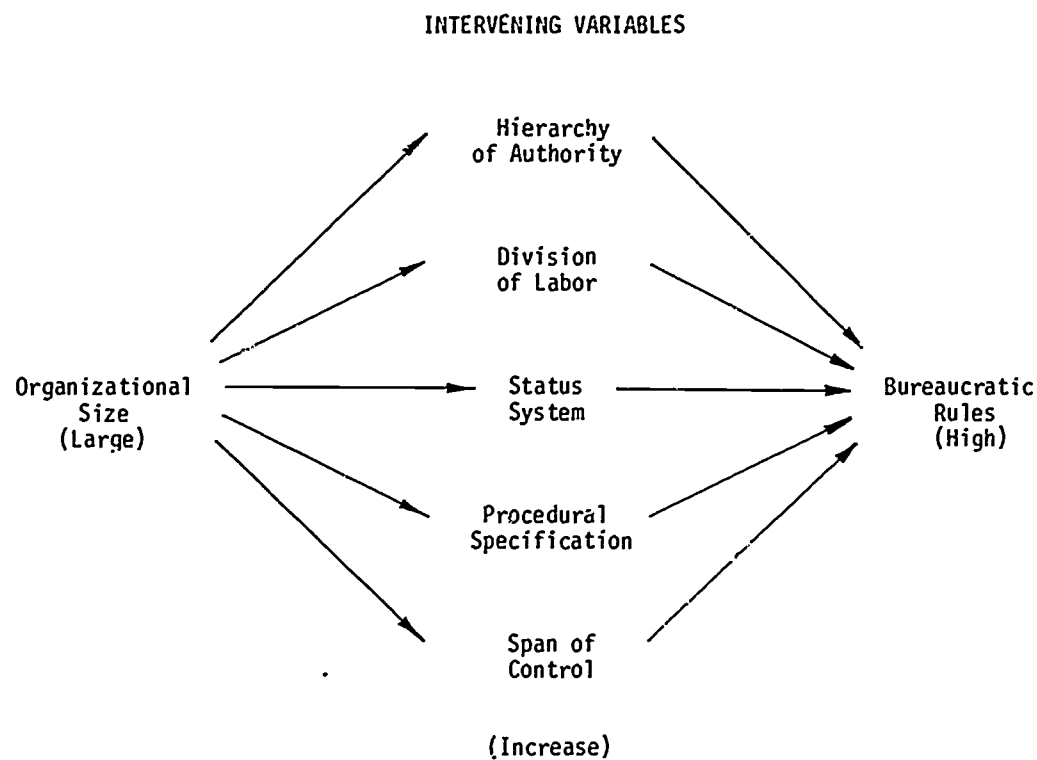 INTERVENING VARIABLES
Hierarchy
of Authority
Division
of Labor
Organizational
Size
(Large)
Status
System
Bureaucratic
Rules
(High)
Procedural
Specification
Span of
Control
(Increase)